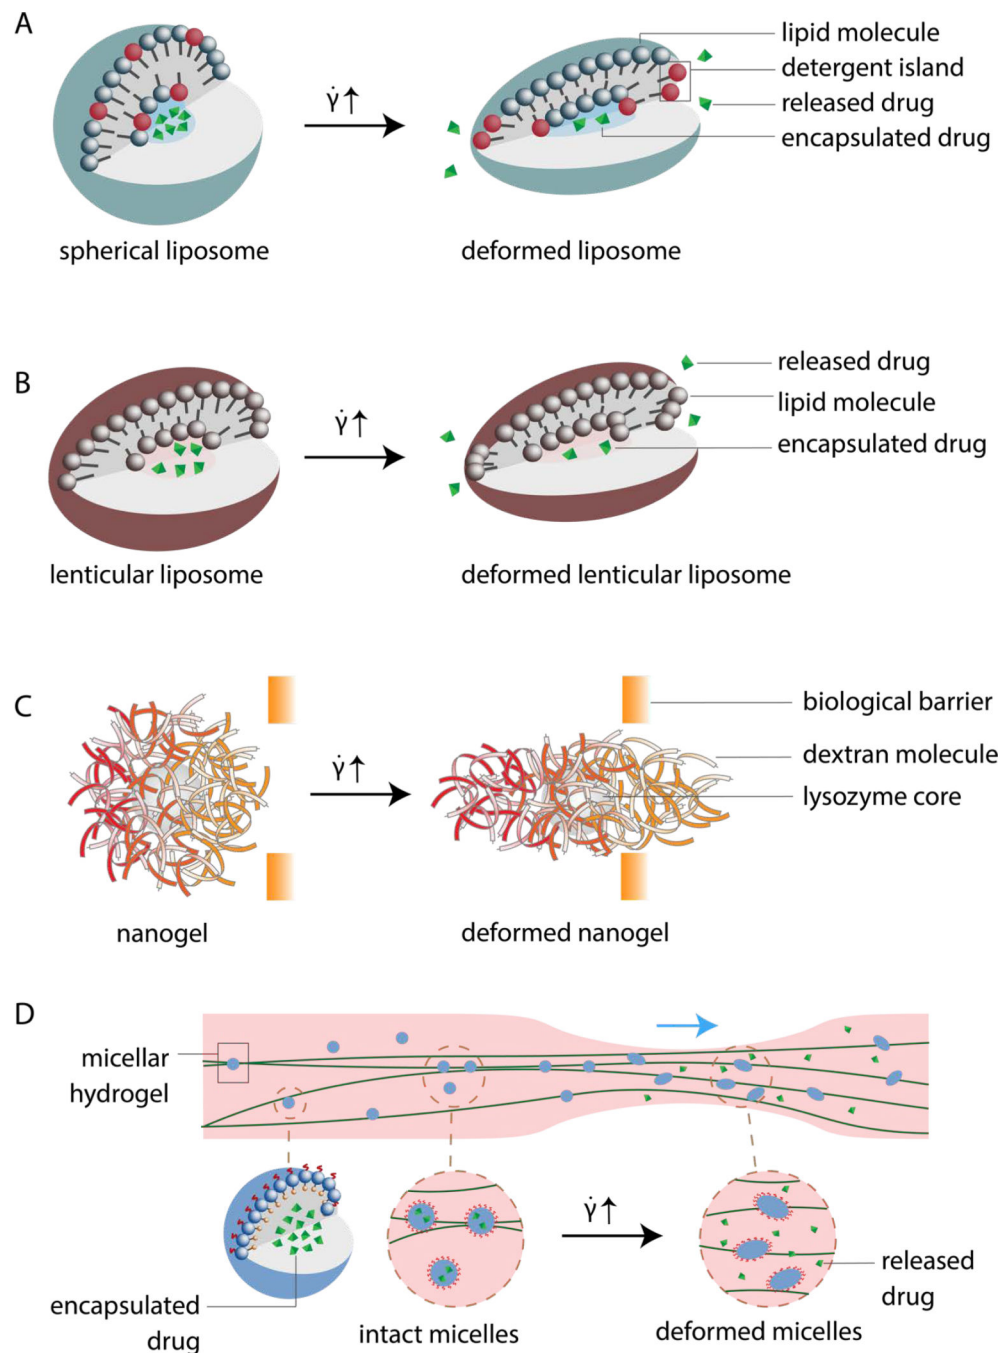 A
lipid molecule
detergent island
released drug
encapsulated drug
γ̇↑
spherical liposome
deformed liposome
B
released drug
lipid molecule
encapsulated drug
γ̇↑
lenticular liposome
deformed lenticular liposome
C
biological barrier
dextran molecule
lysozyme core
γ̇↑
nanogel
deformed nanogel
D
micellar
hydrogel
γ̇↑
encapsulated
drug
intact micelles
deformed micelles
released
drug